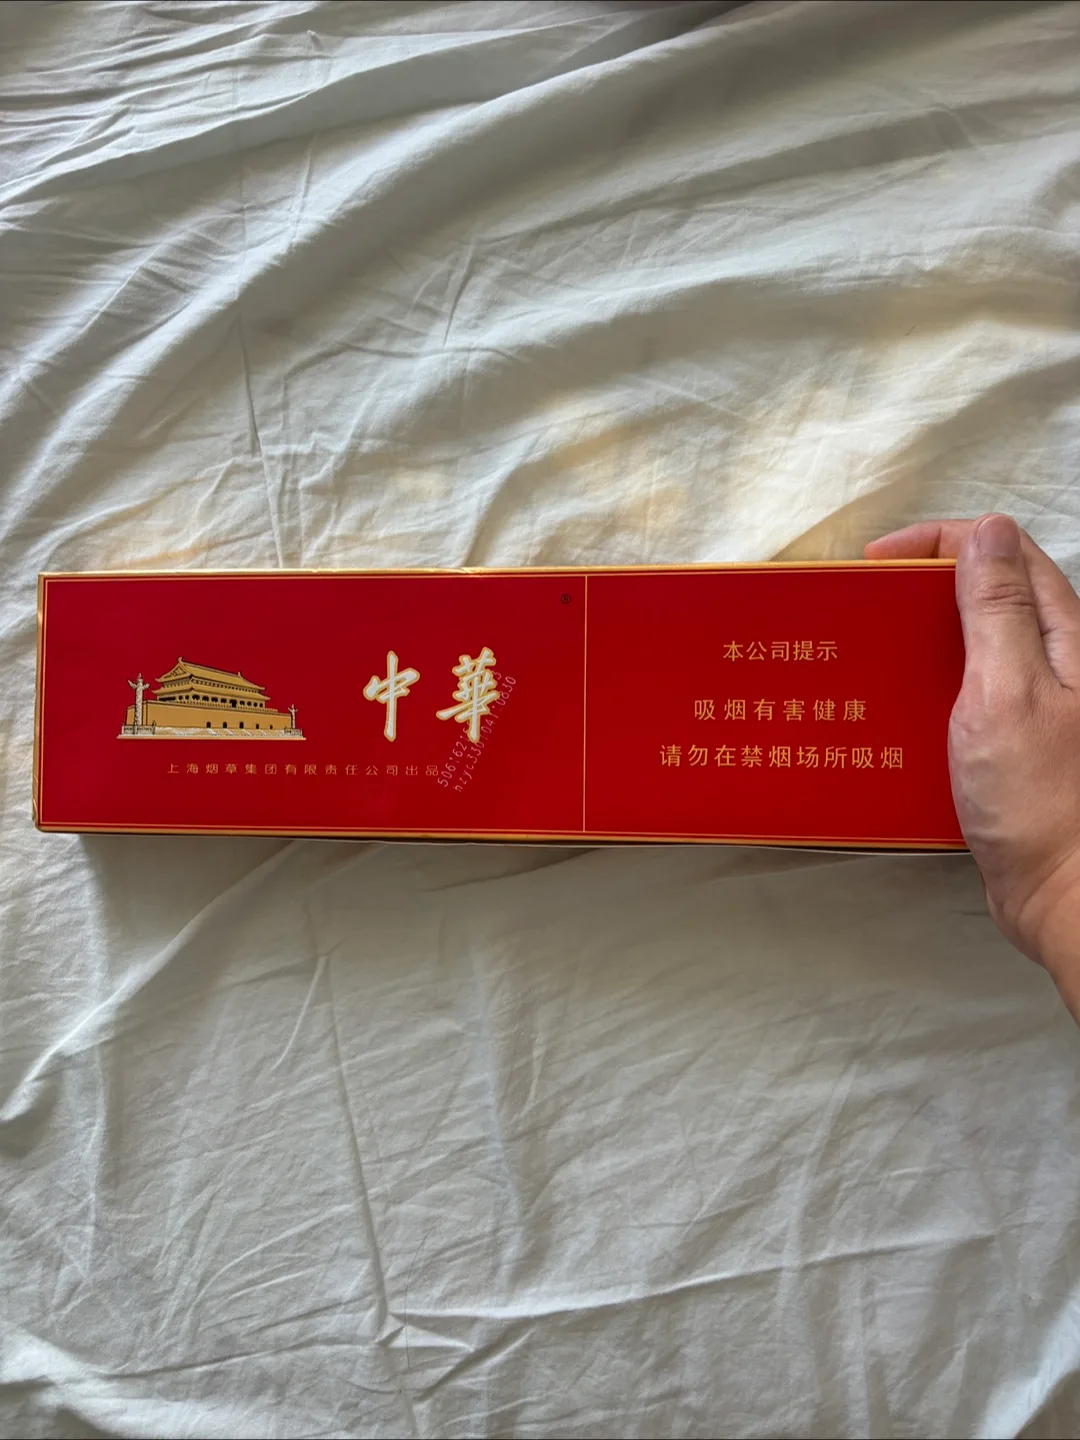 ®
中華
上海烟草集团有限责任公司出品
本公司提示
吸烟有害健康
请勿在禁烟场所吸烟